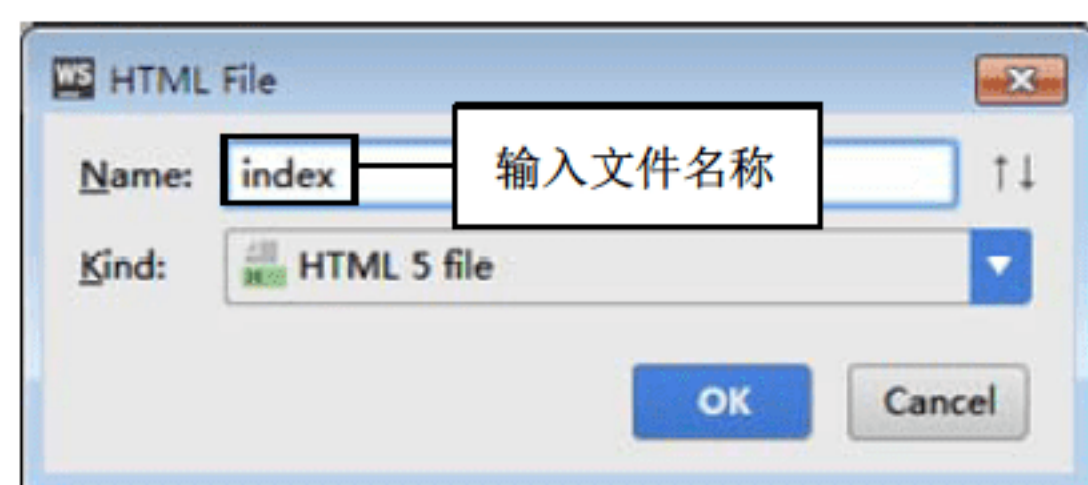 WS HTML File
Name: index 输入文件名称 ↑↓
Kind: HTML 5 file
OK Cancel